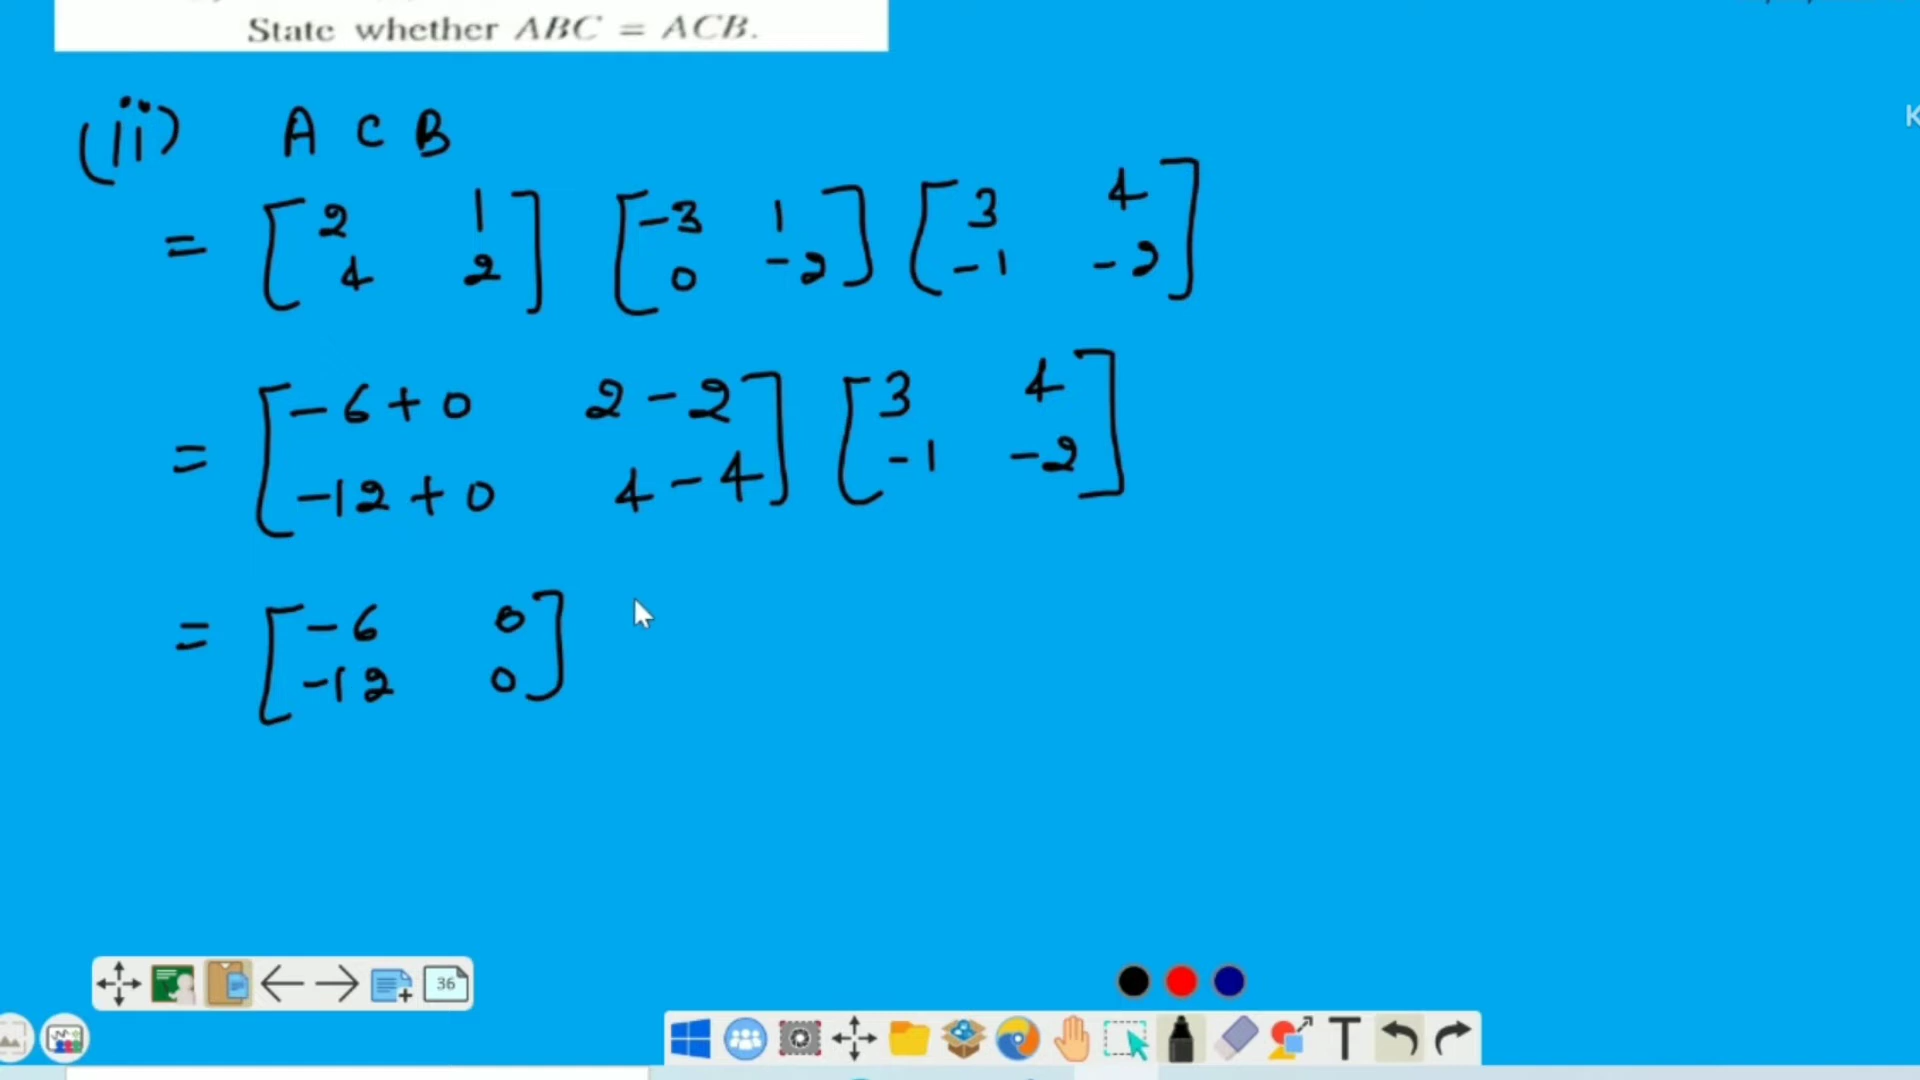 State whether ABC = ACB.
(ii) A C B
= [2 1 4 2] [-3 1 0 -2] [3 4 -1 -2]
= [-6+0 2-2 -12+0 4-4] [3 4 -1 -2]
= [-6 0 -12 0]
K
36
T